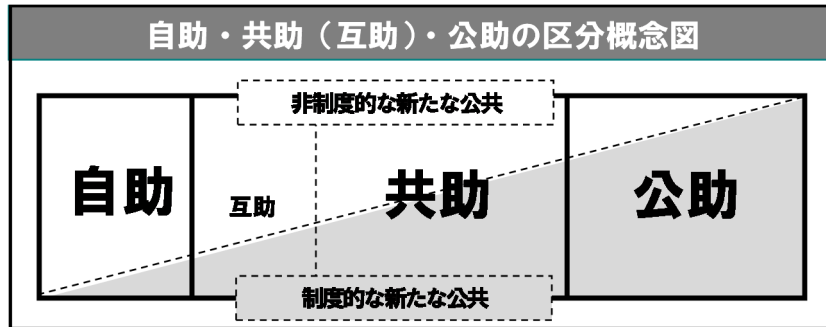 自助・共助（互助）・公助の区分概念図
非制度的な新たな公共
自助
互助
共助
公助
制度的な新たな公共